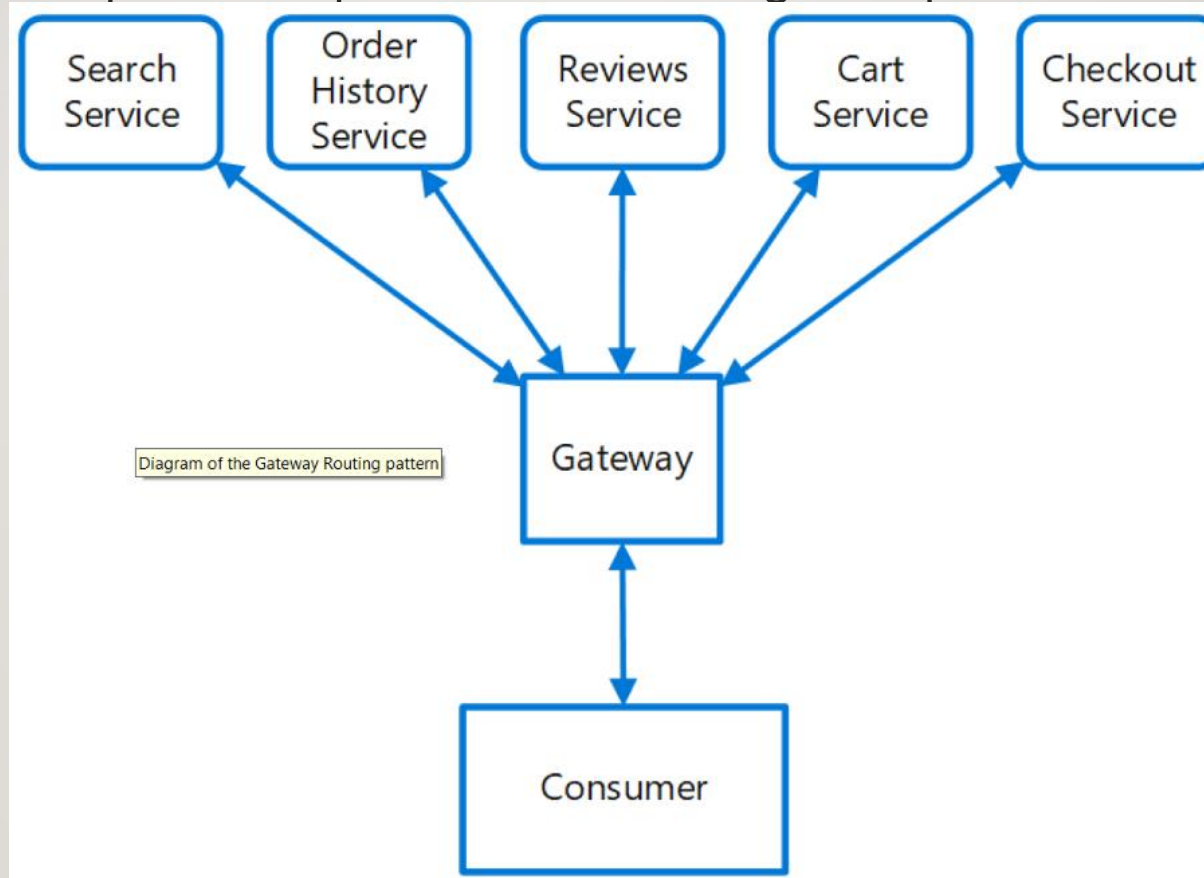 Search
Service
Order
History
Service
Reviews
Service
Cart
Service
Checkout
Service
Diagram of the Gateway Routing pattern
Gateway
Consumer